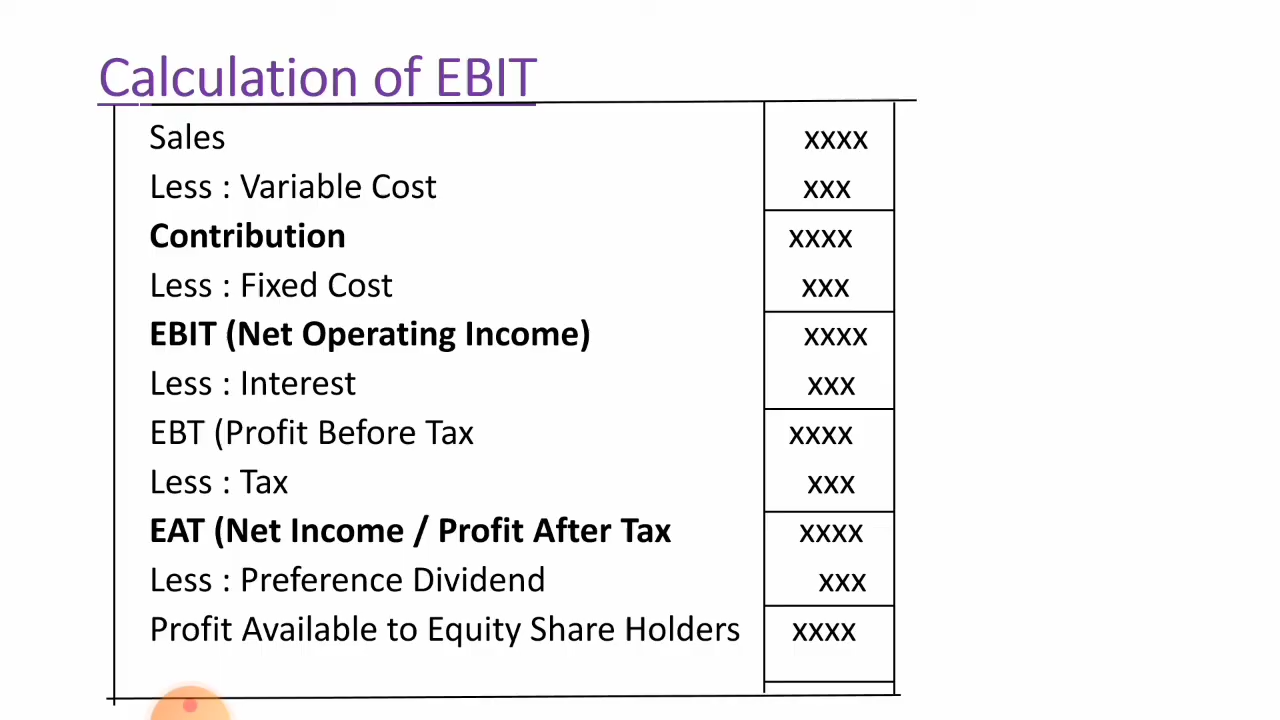 Calculation of EBIT
Sales xxxx
Less : Variable Cost xxx
Contribution xxxx
Less : Fixed Cost xxx
EBIT (Net Operating Income) xxxx
Less : Interest xxx
EBT (Profit Before Tax xxxx
Less : Tax xxx
EAT (Net Income / Profit After Tax xxxx
Less : Preference Dividend xxx
Profit Available to Equity Share Holders xxxx